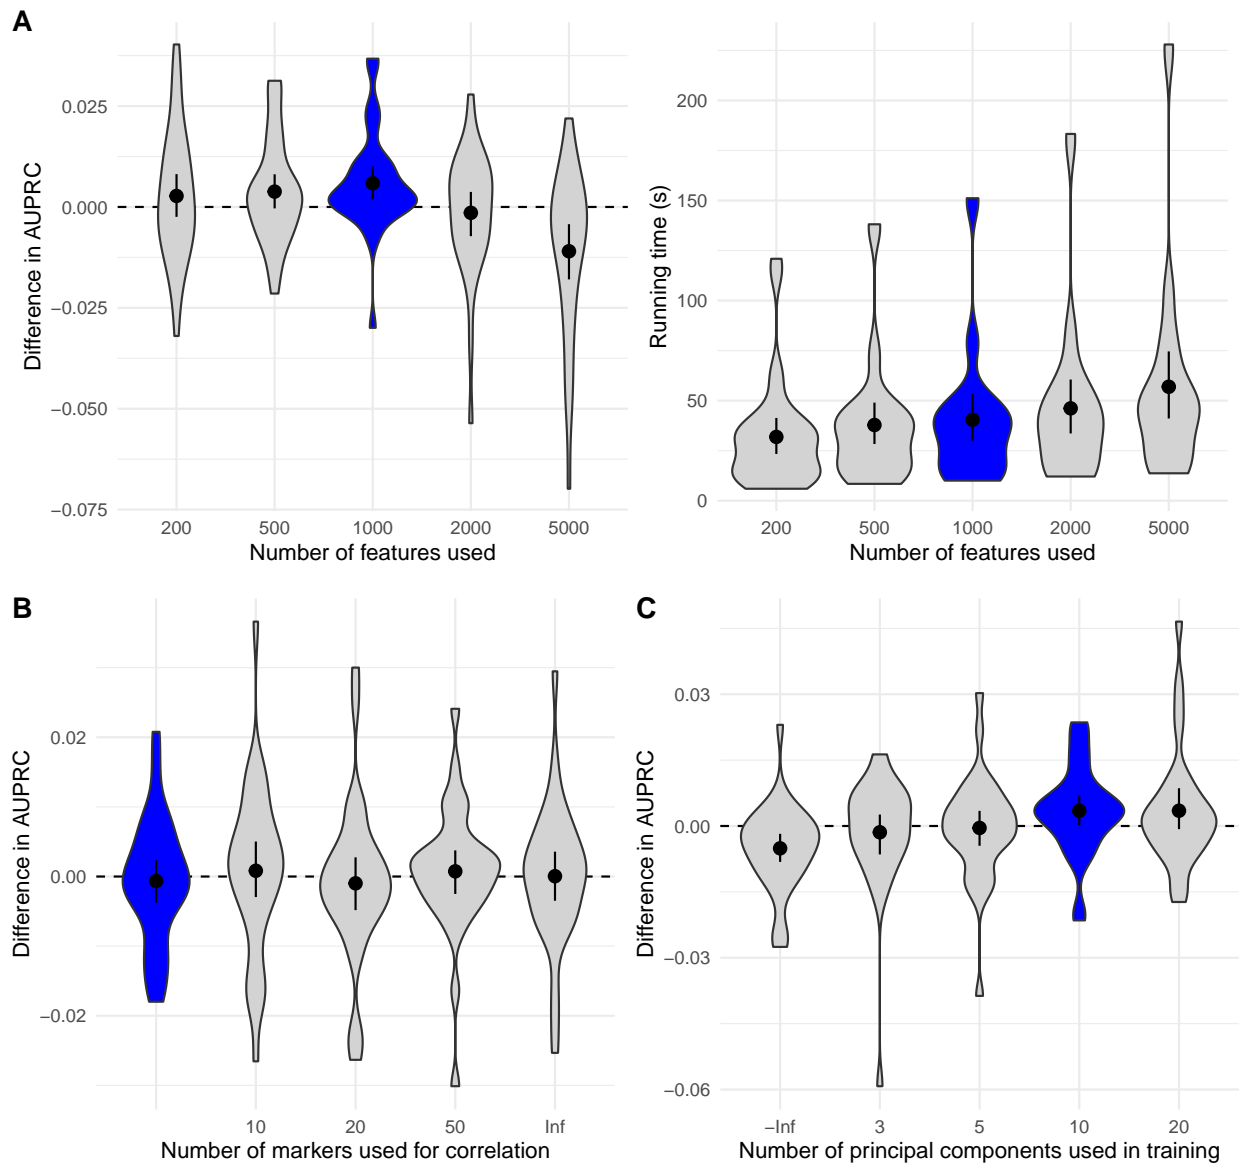 A
Difference in AUPRC
0.025
0.000
−0.025
−0.050
−0.075
200 500 1000 2000 5000
Number of features used
Running time (s)
200
150
100
50
0
200 500 1000 2000 5000
Number of features used
B
Difference in AUPRC
0.02
0.00
−0.02
10 20 50 Inf
Number of markers used for correlation
C
Difference in AUPRC
0.03
0.00
−0.03
−0.06
−Inf 3 5 10 20
Number of principal components used in training